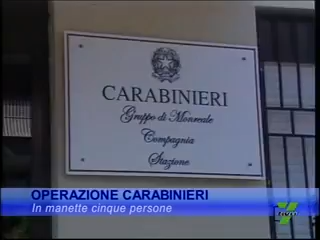 CARABINIERI
Gruppo di Monreale
Compagnia
Stazione
OPERAZIONE CARABINIERI
In manette cinque persone